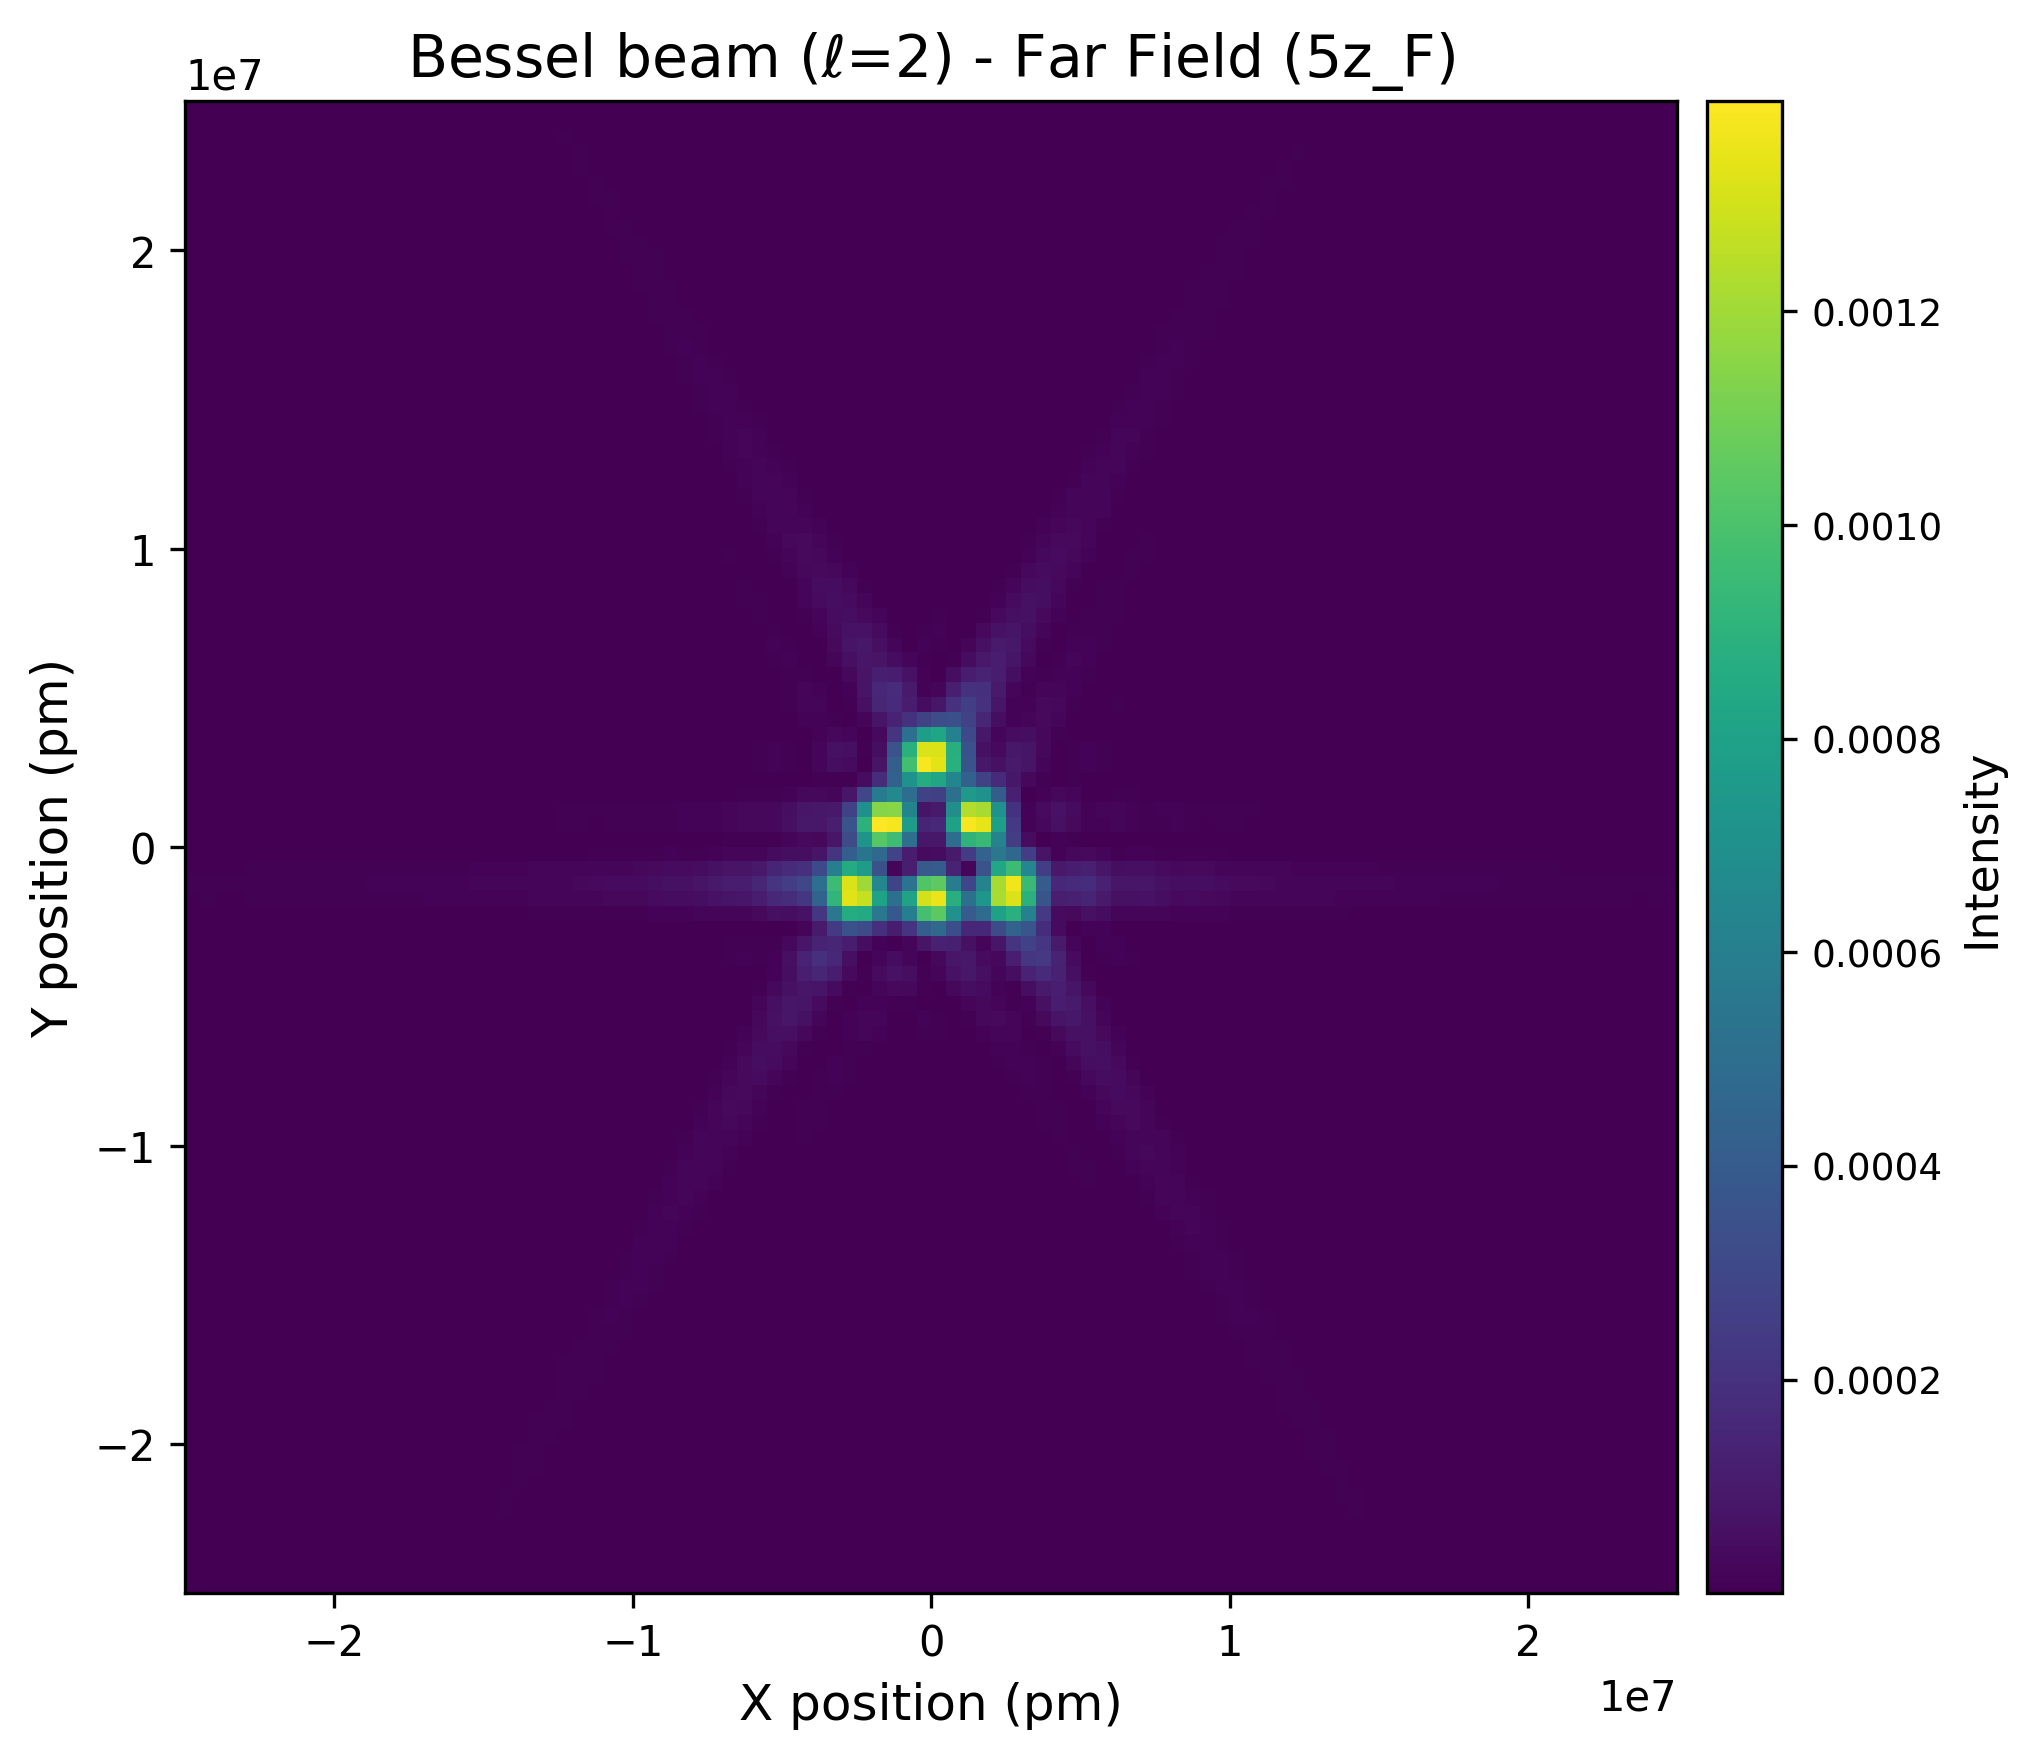 Bessel beam (ℓ=2) - Far Field (5z_F)
1e7
2
1
0
−1
−2
Y position (pm)
−2
−1
0
1
2
1e7
X position (pm)
0.0012
0.0010
0.0008
0.0006
0.0004
0.0002
Intensity